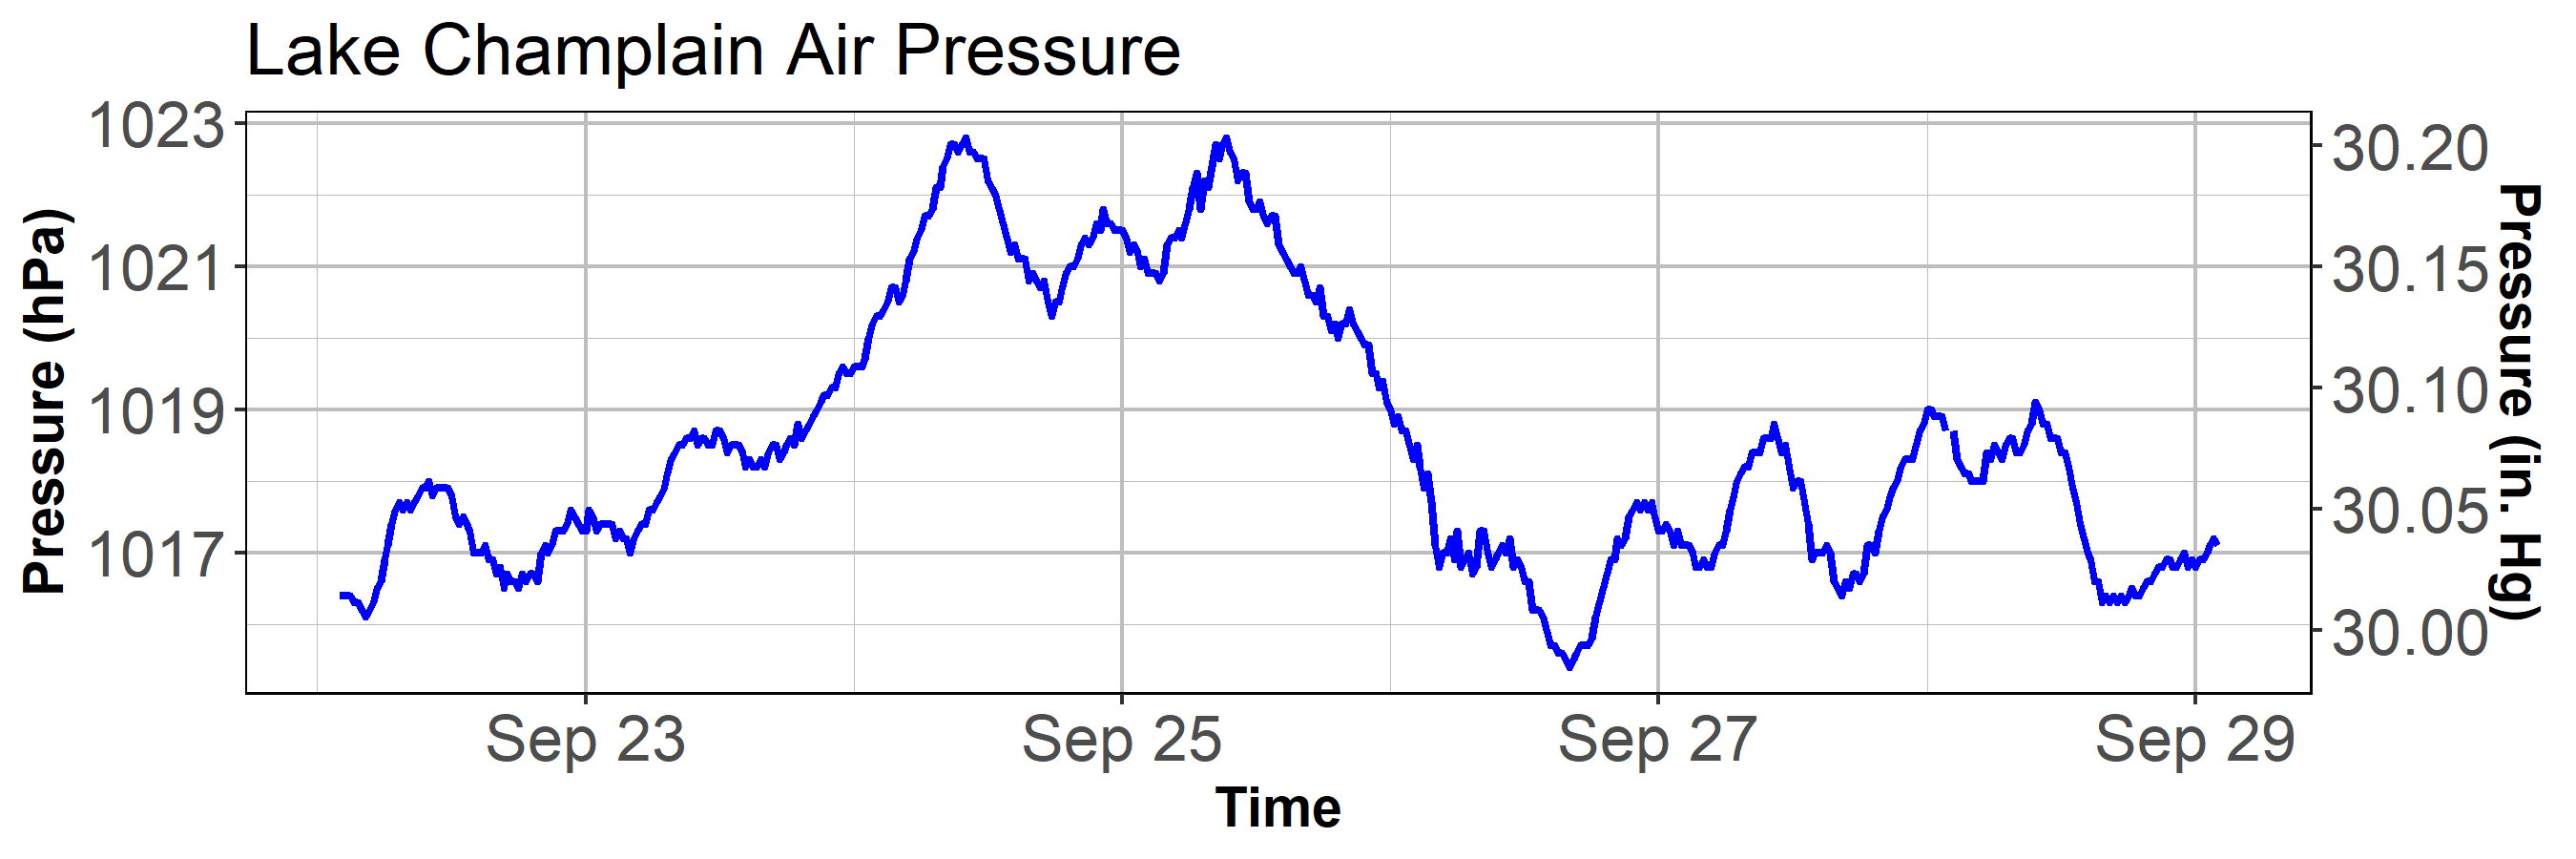 Lake Champlain Air Pressure
Pressure (hPa)
1023
1021
1019
1017
30.20
30.15
30.10
30.05
30.00
Pressure (in. Hg)
Sep 23 Sep 25 Sep 27 Sep 29
Time